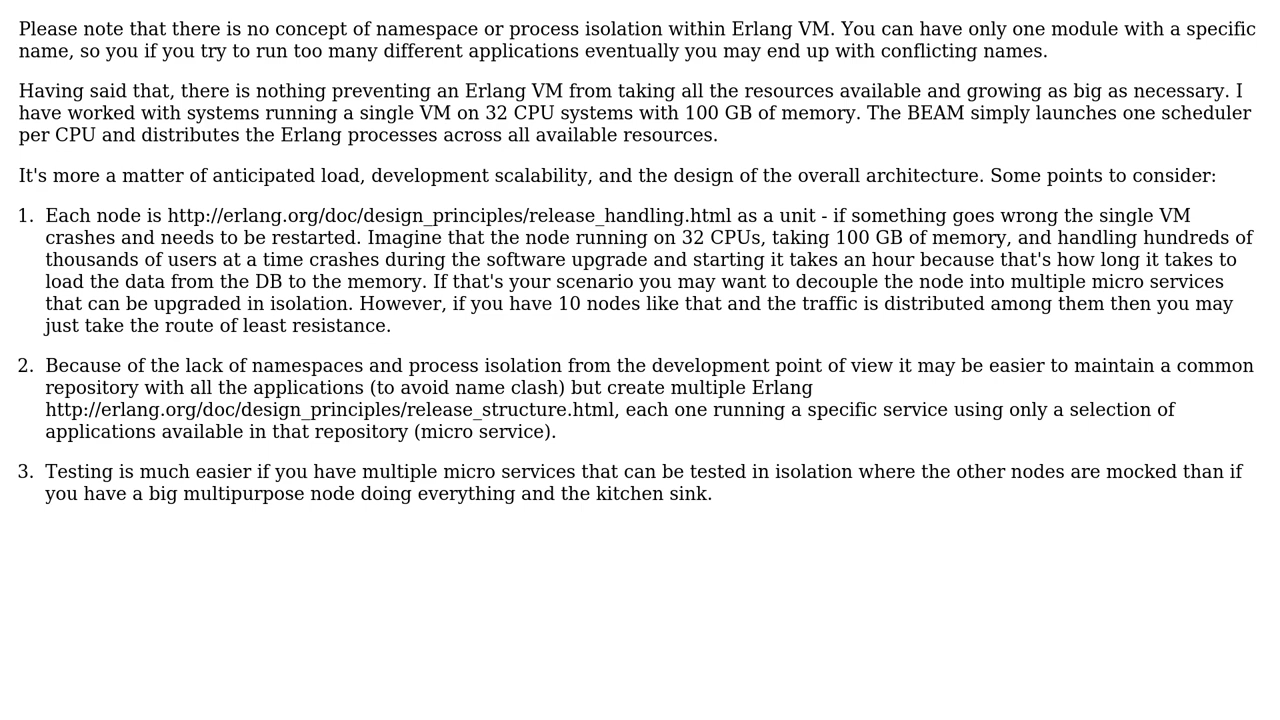 Please note that there is no concept of namespace or process isolation within Erlang VM. You can have only one module with a specific
name, so you if you try to run too many different applications eventually you may end up with conflicting names.
Having said that, there is nothing preventing an Erlang VM from taking all the resources available and growing as big as necessary. I
have worked with systems running a single VM on 32 CPU systems with 100 GB of memory. The BEAM simply launches one scheduler
per CPU and distributes the Erlang processes across all available resources.
It's more a matter of anticipated load, development scalability, and the design of the overall architecture. Some points to consider:
1. Each node is http://erlang.org/doc/design_principles/release_handling.html as a unit - if something goes wrong the single VM
crashes and needs to be restarted. Imagine that the node running on 32 CPUs, taking 100 GB of memory, and handling hundreds of
thousands of users at a time crashes during the software upgrade and starting it takes an hour because that's how long it takes to
load the data from the DB to the memory. If that's your scenario you may want to decouple the node into multiple micro services
that can be upgraded in isolation. However, if you have 10 nodes like that and the traffic is distributed among them then you may
just take the route of least resistance.
2. Because of the lack of namespaces and process isolation from the development point of view it may be easier to maintain a common
repository with all the applications (to avoid name clash) but create multiple Erlang
http://erlang.org/doc/design_principles/release_structure.html, each one running a specific service using only a selection of
applications available in that repository (micro service).
3. Testing is much easier if you have multiple micro services that can be tested in isolation where the other nodes are mocked than if
you have a big multipurpose node doing everything and the kitchen sink.